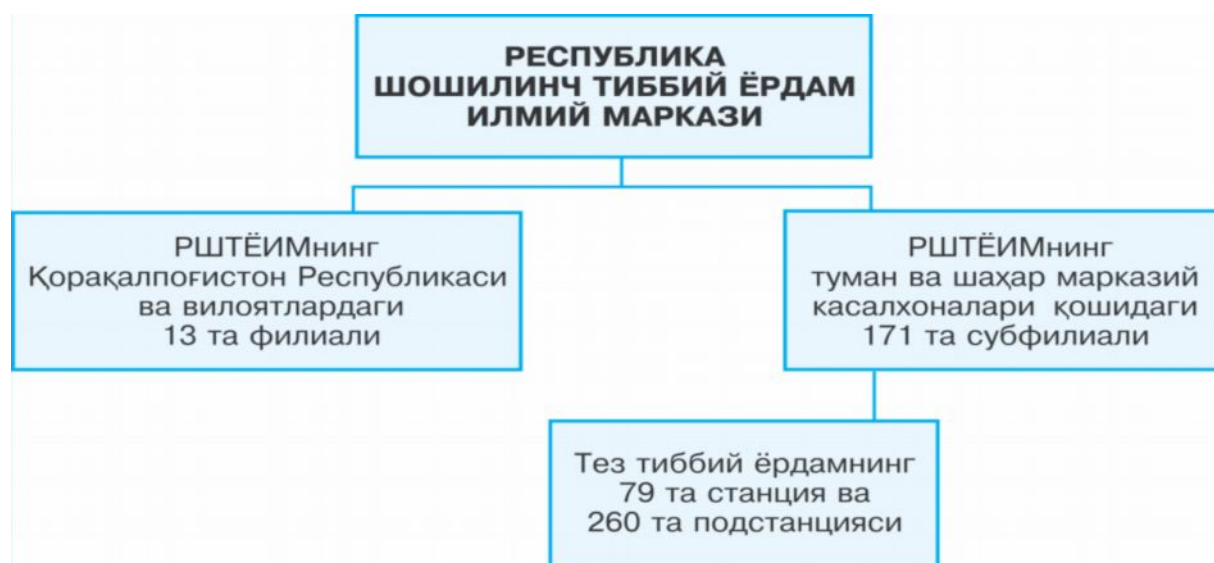 РЕСПУБЛИКА
ШОШИЛИНЧ ТИББИЙ ЁРДАМ
ИЛМИЙ МАРКАЗИ
РШТЁИМнинг
Қорақалпоғистон Республикаси
ва вилоятлардаги
13 та филиали
РШТЁИМнинг
туман ва шаҳар марказий
касалхоналари қошидаги
171 та субфилиали
Тез тиббий ёрдамнинг
79 та станция ва
260 та подстанцияси